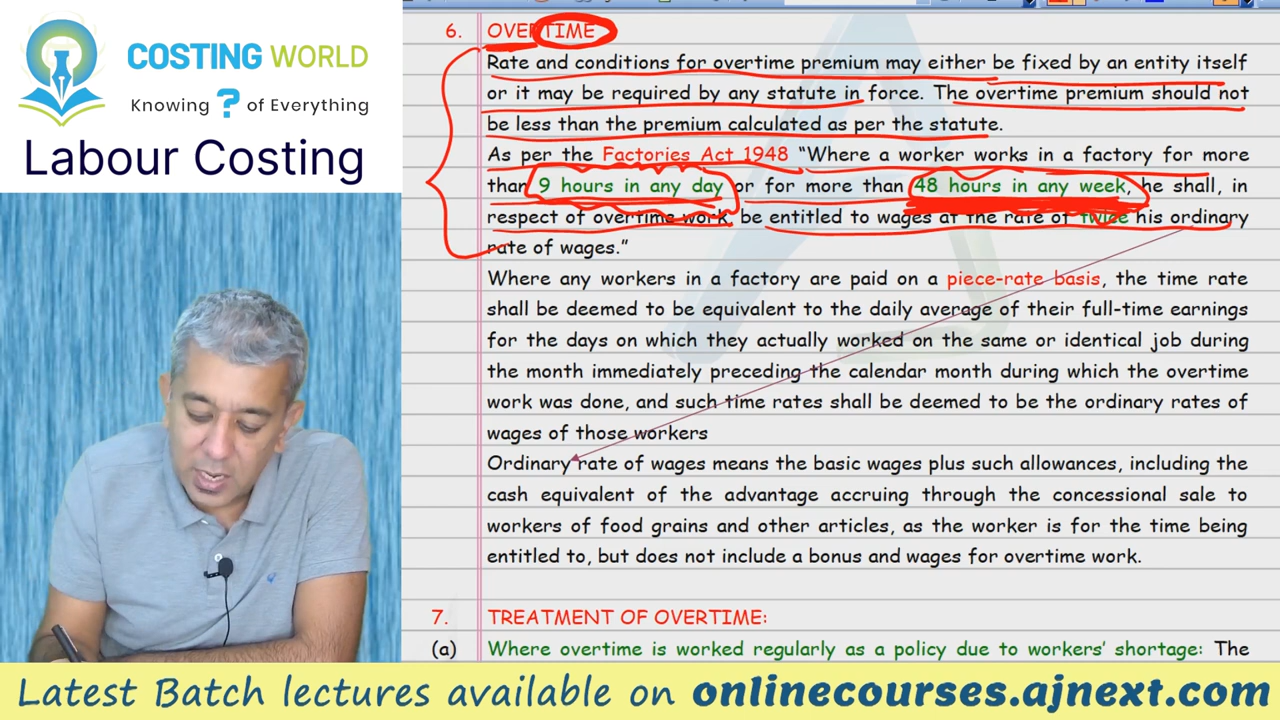 COSTING WORLD
Knowing ? of Everything
Labour Costing
6. OVERTIME
Rate and conditions for overtime premium may either be fixed by an entity itself
or it may be required by any statute in force. The overtime premium should not
be less than the premium calculated as per the statute.
As per the Factories Act 1948 “Where a worker works in a factory for more
than 9 hours in any day or for more than 48 hours in any week, he shall, in
respect of overtime work, be entitled to wages at the rate of twice his ordinary
rate of wages.”
Where any workers in a factory are paid on a piece-rate basis, the time rate
shall be deemed to be equivalent to the daily average of their full-time earnings
for the days on which they actually worked on the same or identical job during
the month immediately preceding the calendar month during which the overtime
work was done, and such time rates shall be deemed to be the ordinary rates of
wages of those workers
Ordinary rate of wages means the basic wages plus such allowances, including the
cash equivalent of the advantage accruing through the concessional sale to
workers of food grains and other articles, as the worker is for the time being
entitled to, but does not include a bonus and wages for overtime work.
7. TREATMENT OF OVERTIME:
(a) Where overtime is worked regularly as a policy due to workers’ shortage: The
Latest Batch lectures available on onlinecourses.ajnext.com